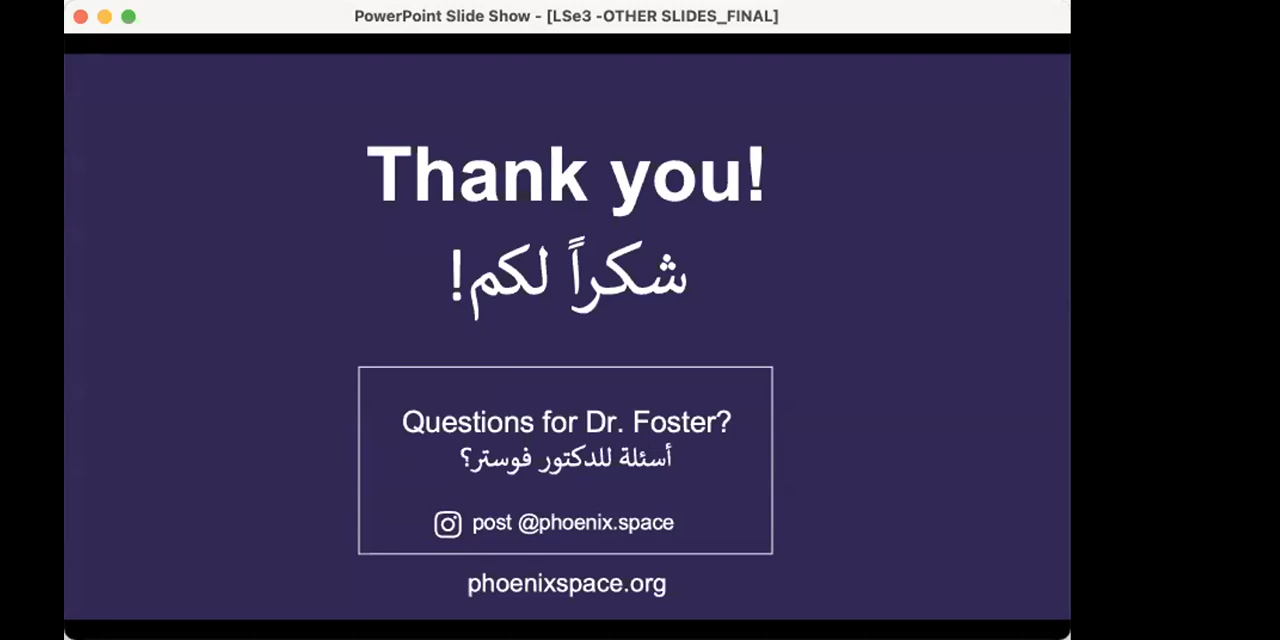 PowerPoint Slide Show - [LSe3 -OTHER SLIDES_FINAL]
Thank you!
شكراً لكم!
Questions for Dr. Foster?
أسئلة للدكتور فوستر؟
post @phoenix.space
phoenixspace.org